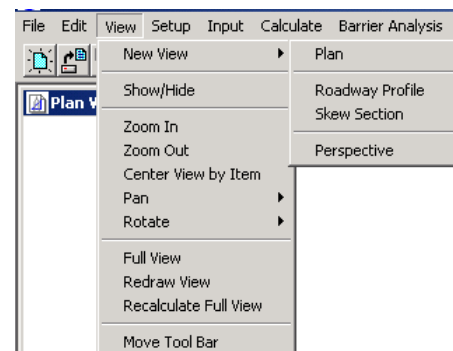 File Edit View Setup Input Calculate Barrier Analysis
New View
Plan
Show/Hide
Roadway Profile
Skew Section
Plan
Zoom In
Zoom Out
Perspective
Center View by Item
Pan
Rotate
Full View
Redraw View
Recalculate Full View
Move Tool Bar